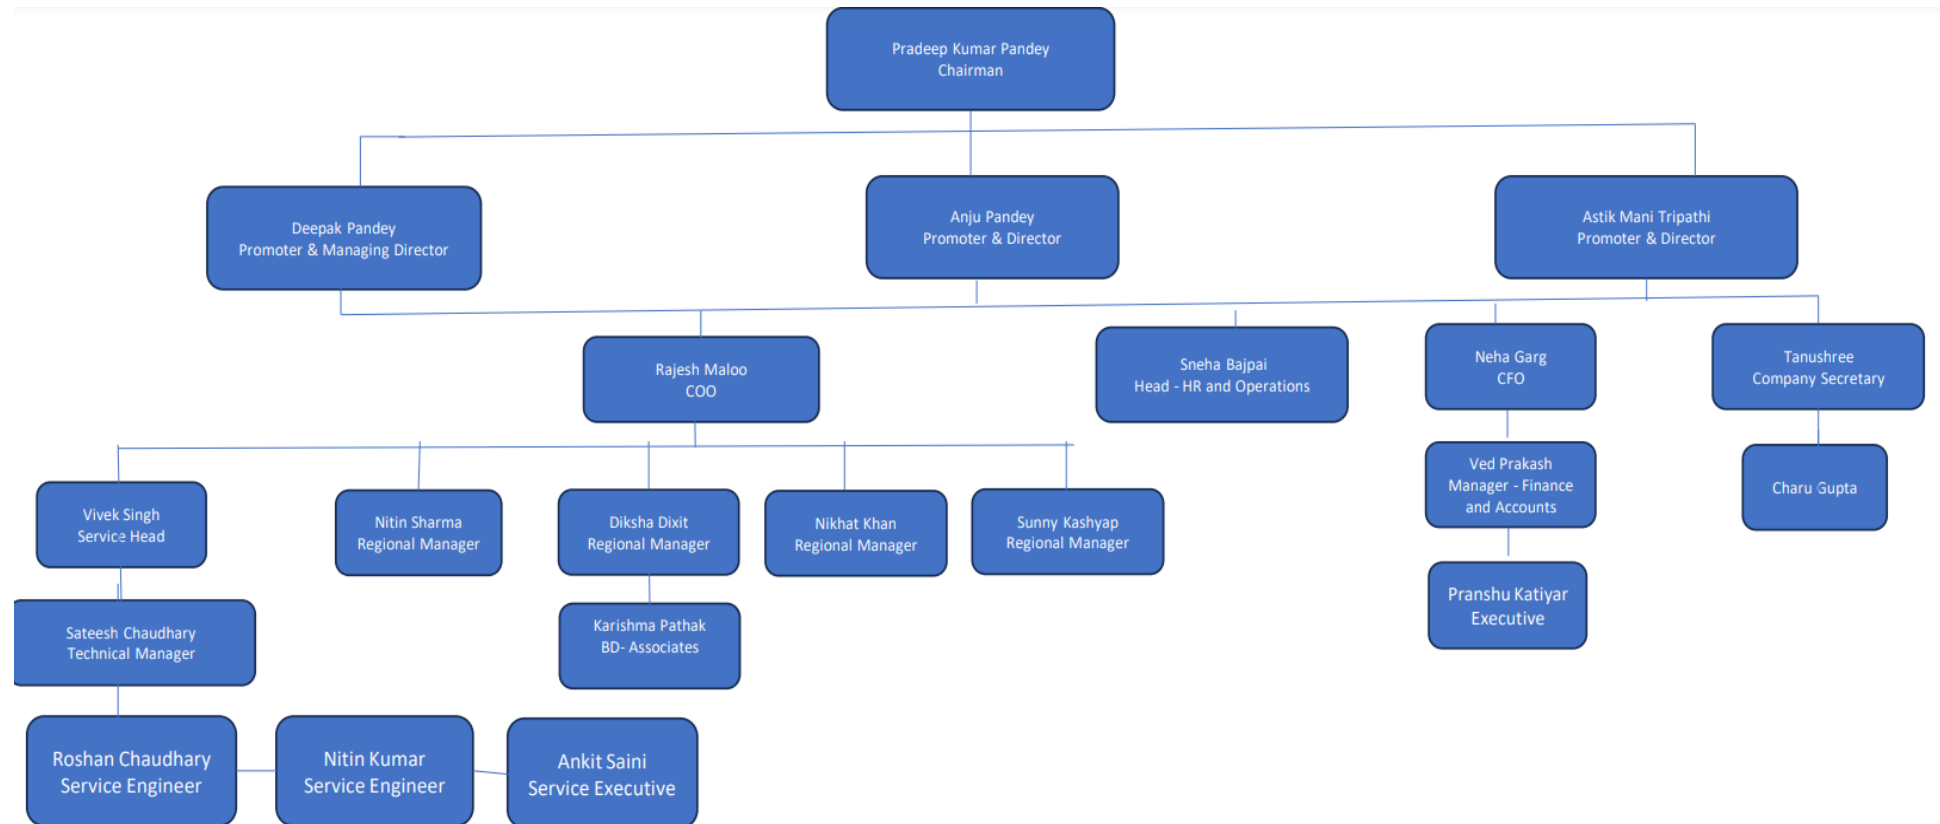 Pradeep Kumar Pandey
Chairman
Deepak Pandey
Promoter & Managing Director
Anju Pandey
Promoter & Director
Astik Mani Tripathi
Promoter & Director
Rajesh Maloo
COO
Sneha Bajpai
Head - HR and Operations
Neha Garg
CFO
Tanushree
Company Secretary
Vivek Singh
Service Head
Nitin Sharma
Regional Manager
Diksha Dixit
Regional Manager
Nikhat Khan
Regional Manager
Sunny Kashyap
Regional Manager
Ved Prakash
Manager - Finance
and Accounts
Charu Gupta
Sateesh Chaudhary
Technical Manager
Karishma Pathak
BD- Associates
Pranshu Katiyar
Executive
Roshan Chaudhary
Service Engineer
Nitin Kumar
Service Engineer
Ankit Saini
Service Executive